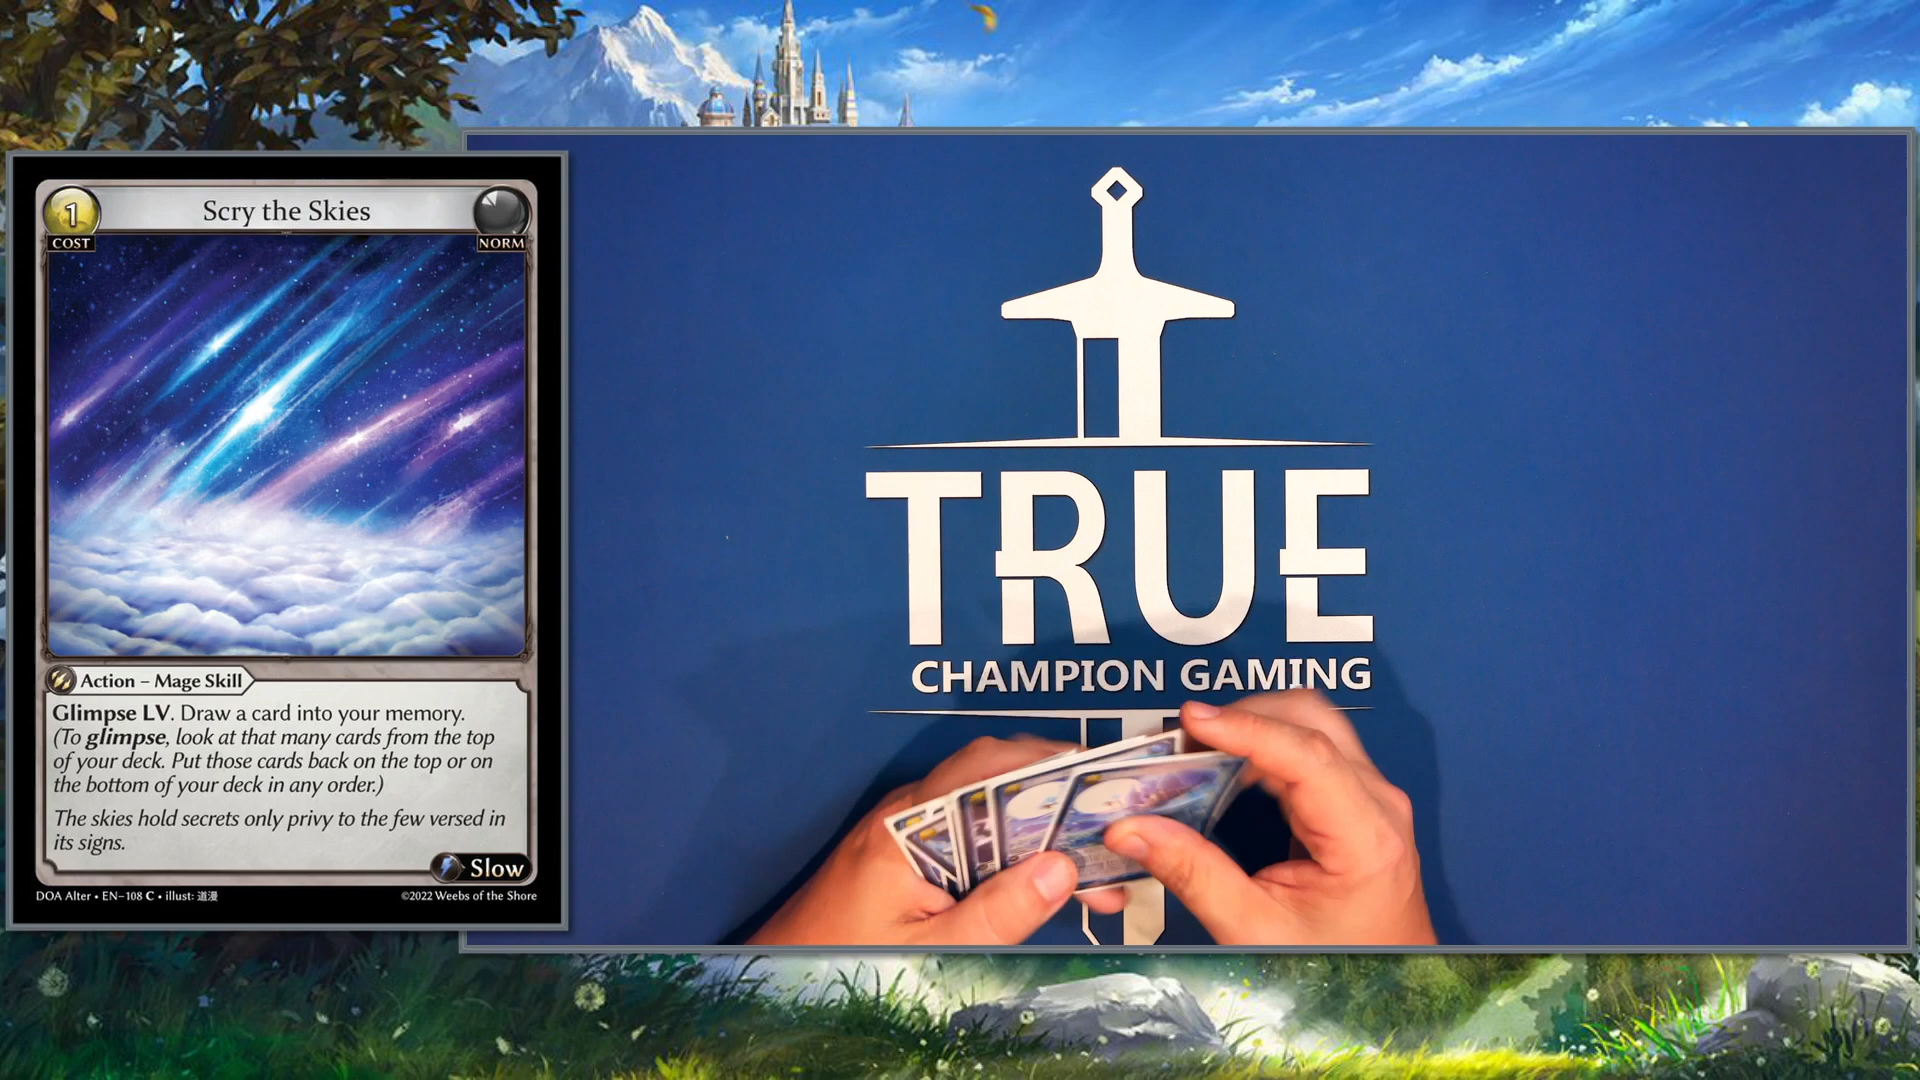 1
Scry the Skies
COST
NORM
Action – Mage Skill
Glimpse LV. Draw a card into your memory.
(To glimpse, look at that many cards from the top
of your deck. Put those cards back on the top or on
the bottom of your deck in any order.)
The skies hold secrets only privy to the few versed in
its signs.
Slow
DOA Alter • EN–108 C • illust: 道漫
©2022 Weebs of the Shore
TRUE
CHAMPION GAMING